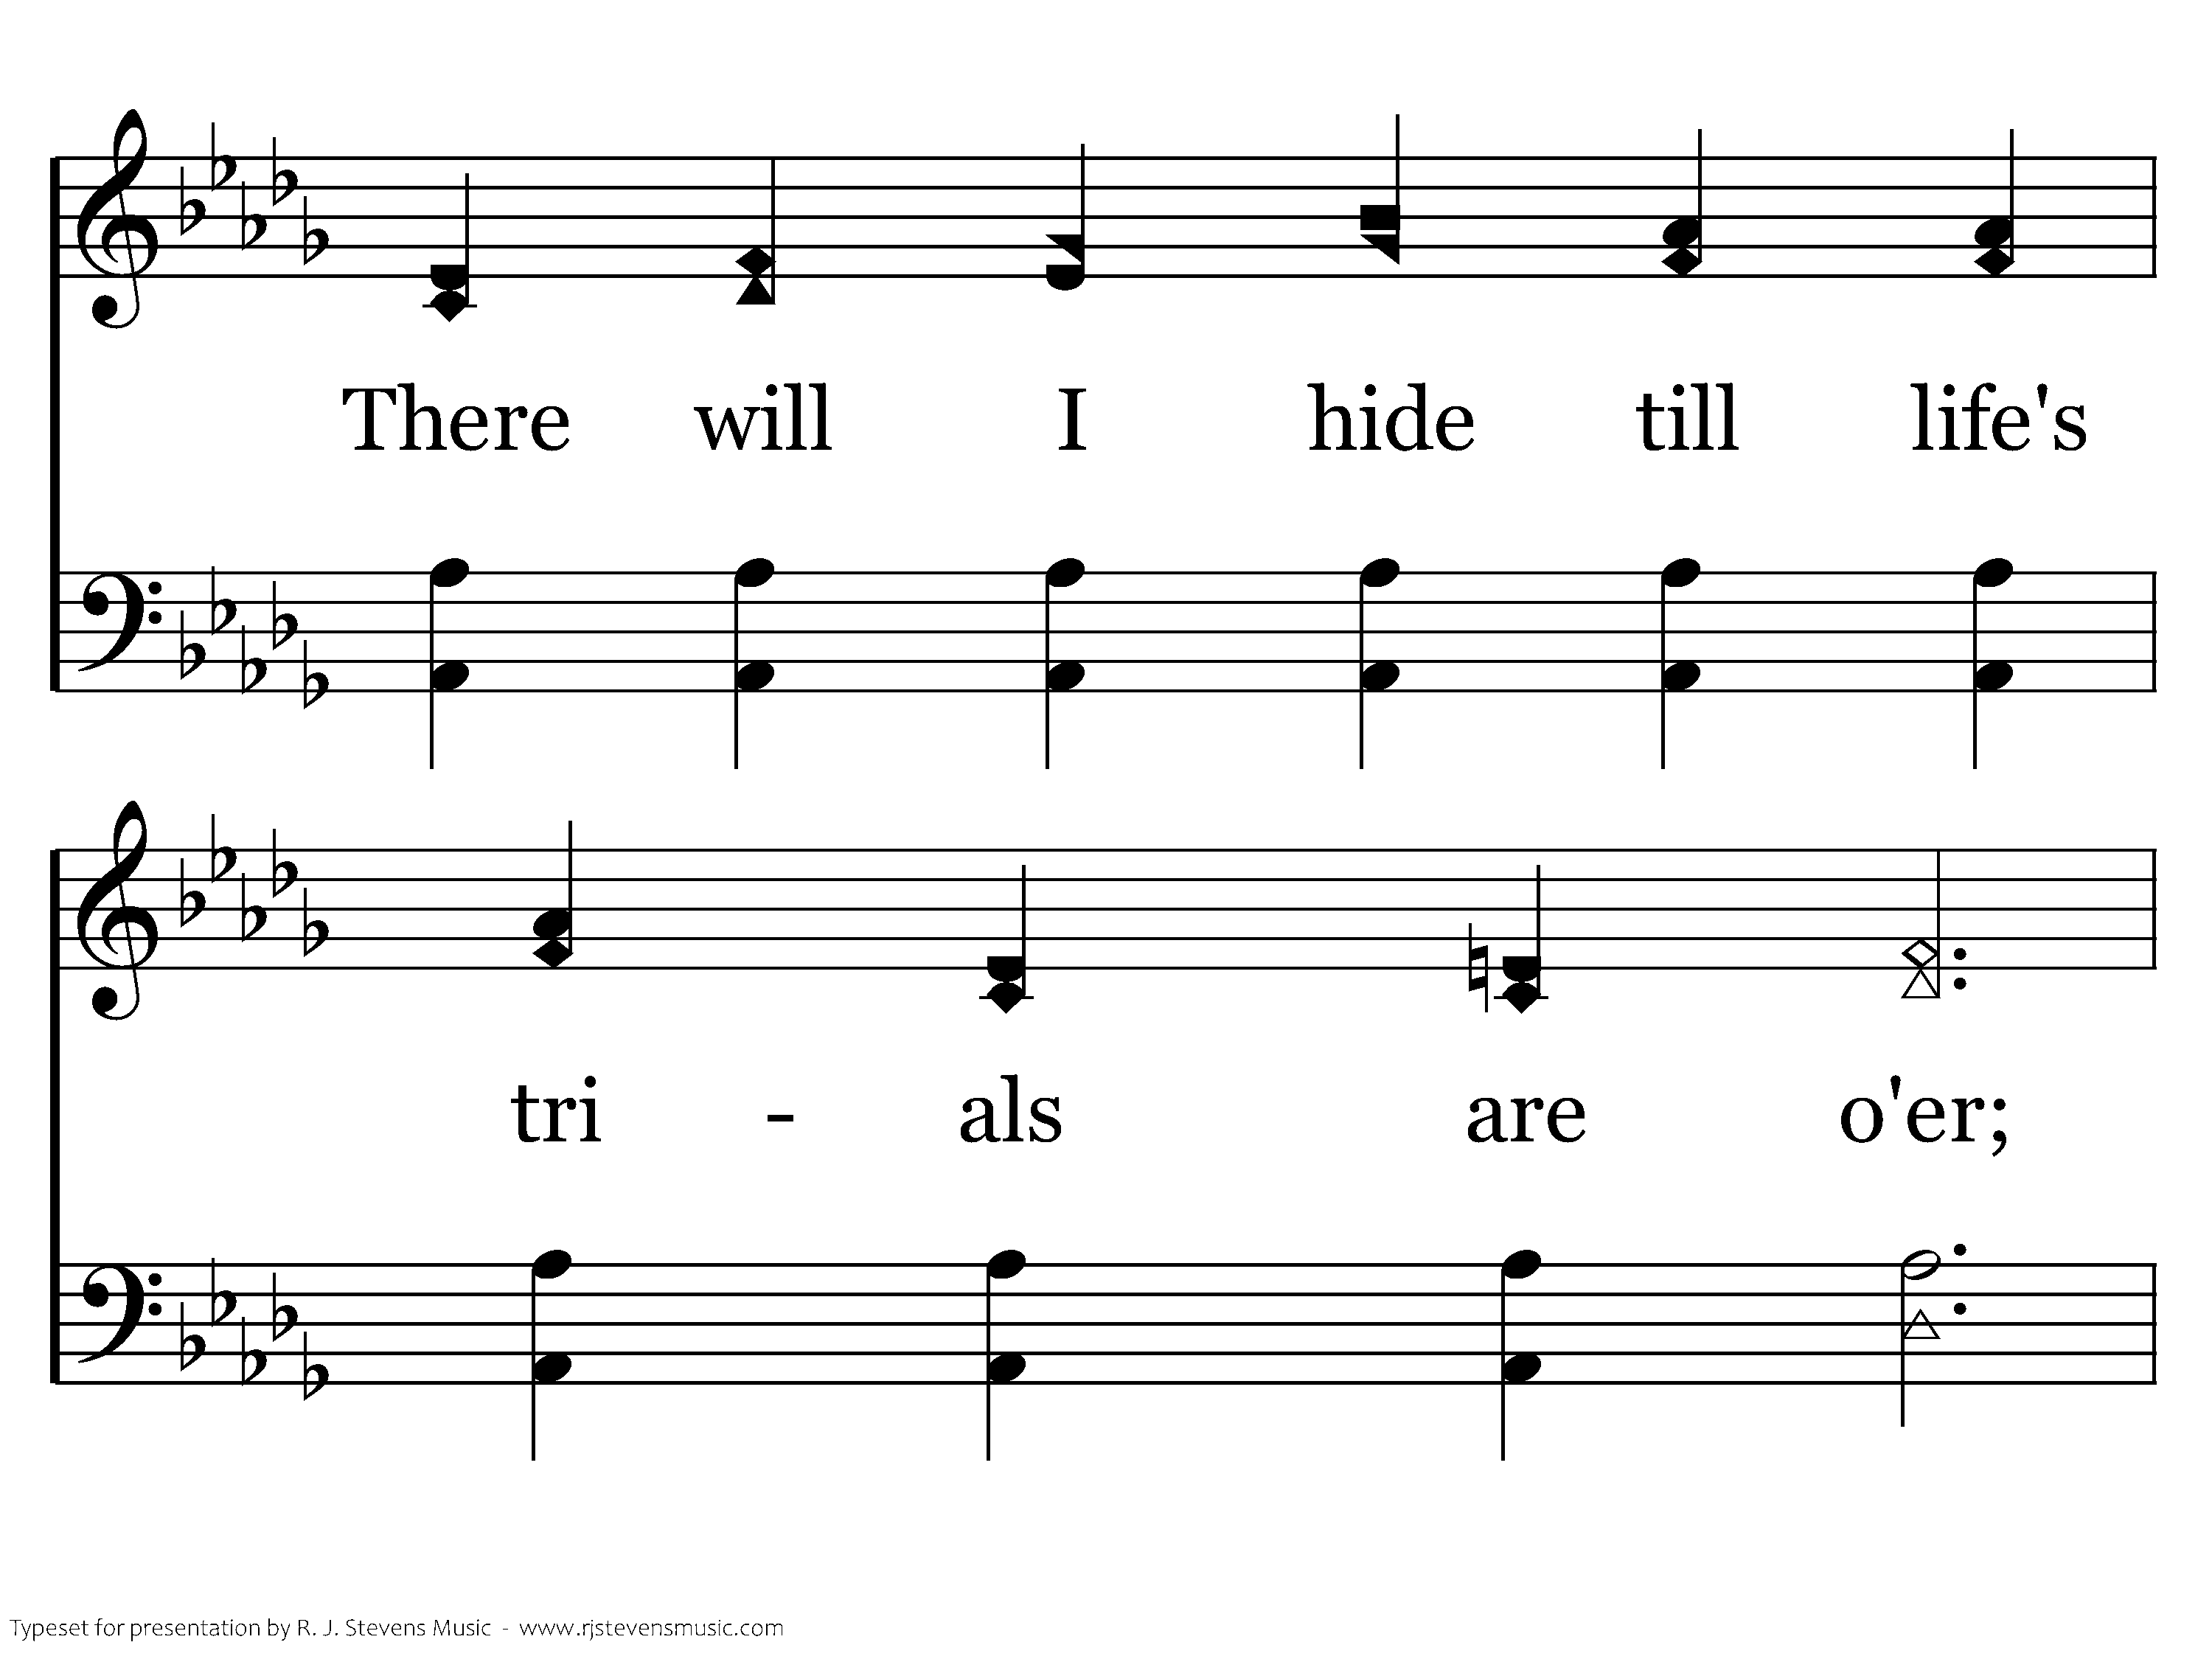 There will I hide till life's
tri - als are o'er;
Typeset for presentation by R. J. Stevens Music - www.rjstevensmusic.com